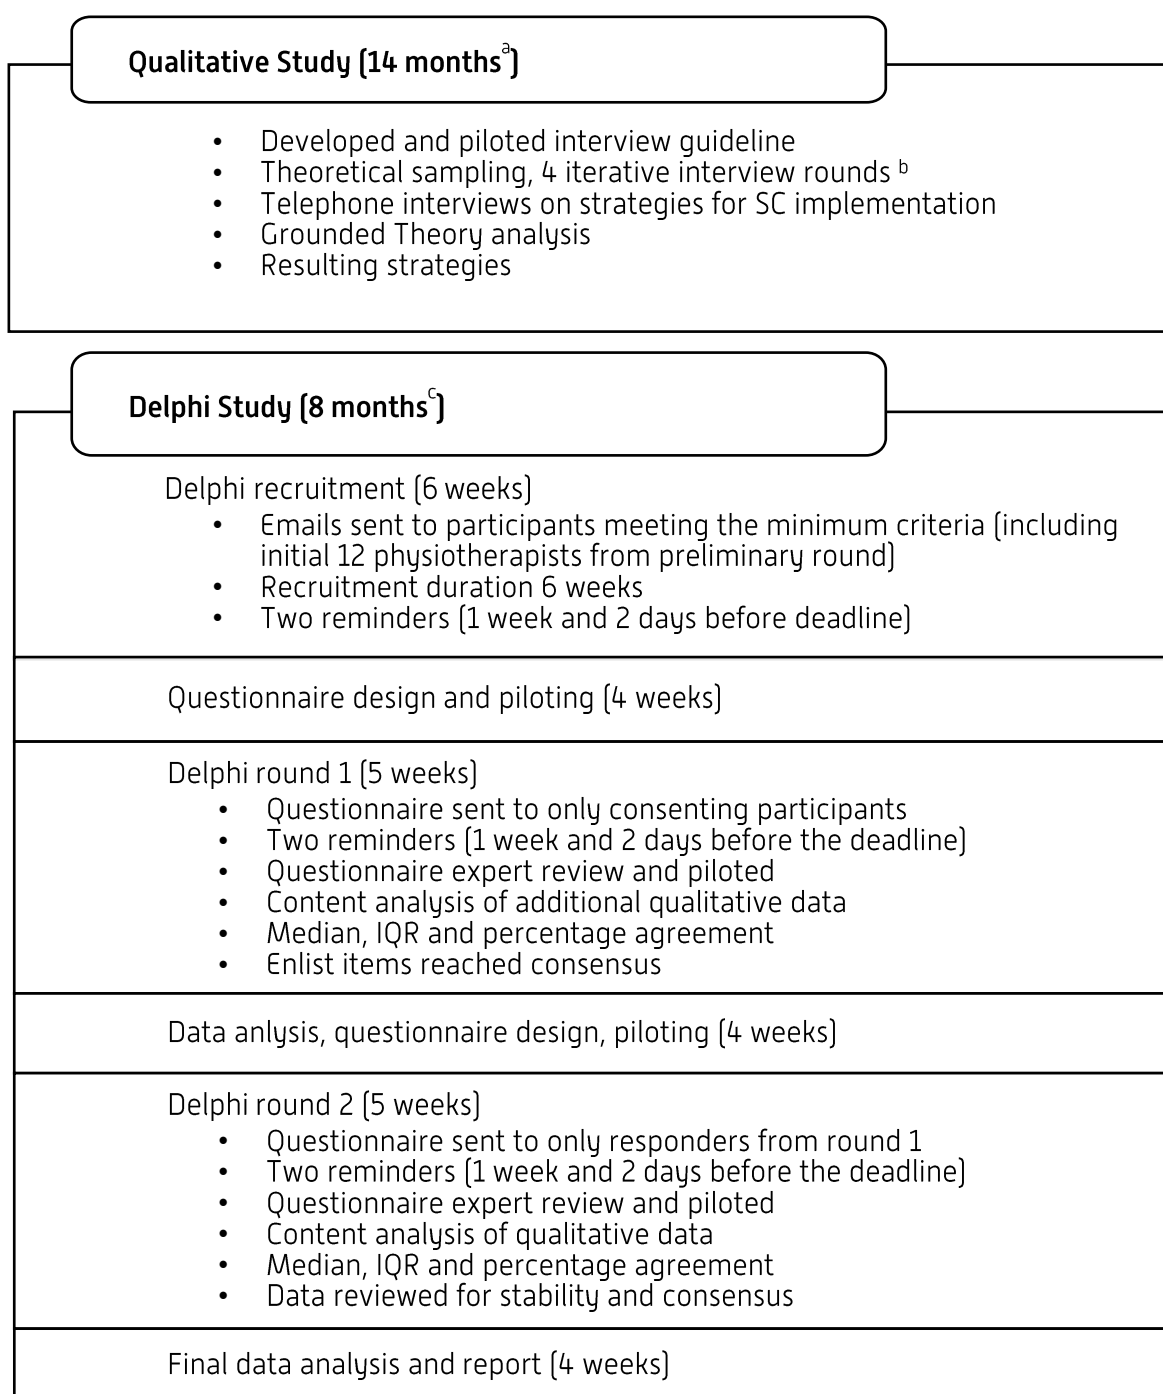 Qualitative Study (14 months a)
• Developed and piloted interview guideline
• Theoretical sampling, 4 iterative interview rounds b
• Telephone interviews on strategies for SC implementation
• Grounded Theory analysis
• Resulting strategies
Delphi Study (8 months c)
Delphi recruitment (6 weeks)
• Emails sent to participants meeting the minimum criteria (including
initial 12 physiotherapists from preliminary round)
• Recruitment duration 6 weeks
• Two reminders (1 week and 2 days before deadline)
Questionnaire design and piloting (4 weeks)
Delphi round 1 (5 weeks)
• Questionnaire sent to only consenting participants
• Two reminders (1 week and 2 days before the deadline)
• Questionnaire expert review and piloted
• Content analysis of additional qualitative data
• Median, IQR and percentage agreement
• Enlist items reached consensus
Data anlysis, questionnaire design, piloting (4 weeks)
Delphi round 2 (5 weeks)
• Questionnaire sent to only responders from round 1
• Two reminders (1 week and 2 days before the deadline)
• Questionnaire expert review and piloted
• Content analysis of qualitative data
• Median, IQR and percentage agreement
• Data reviewed for stability and consensus
Final data analysis and report (4 weeks)